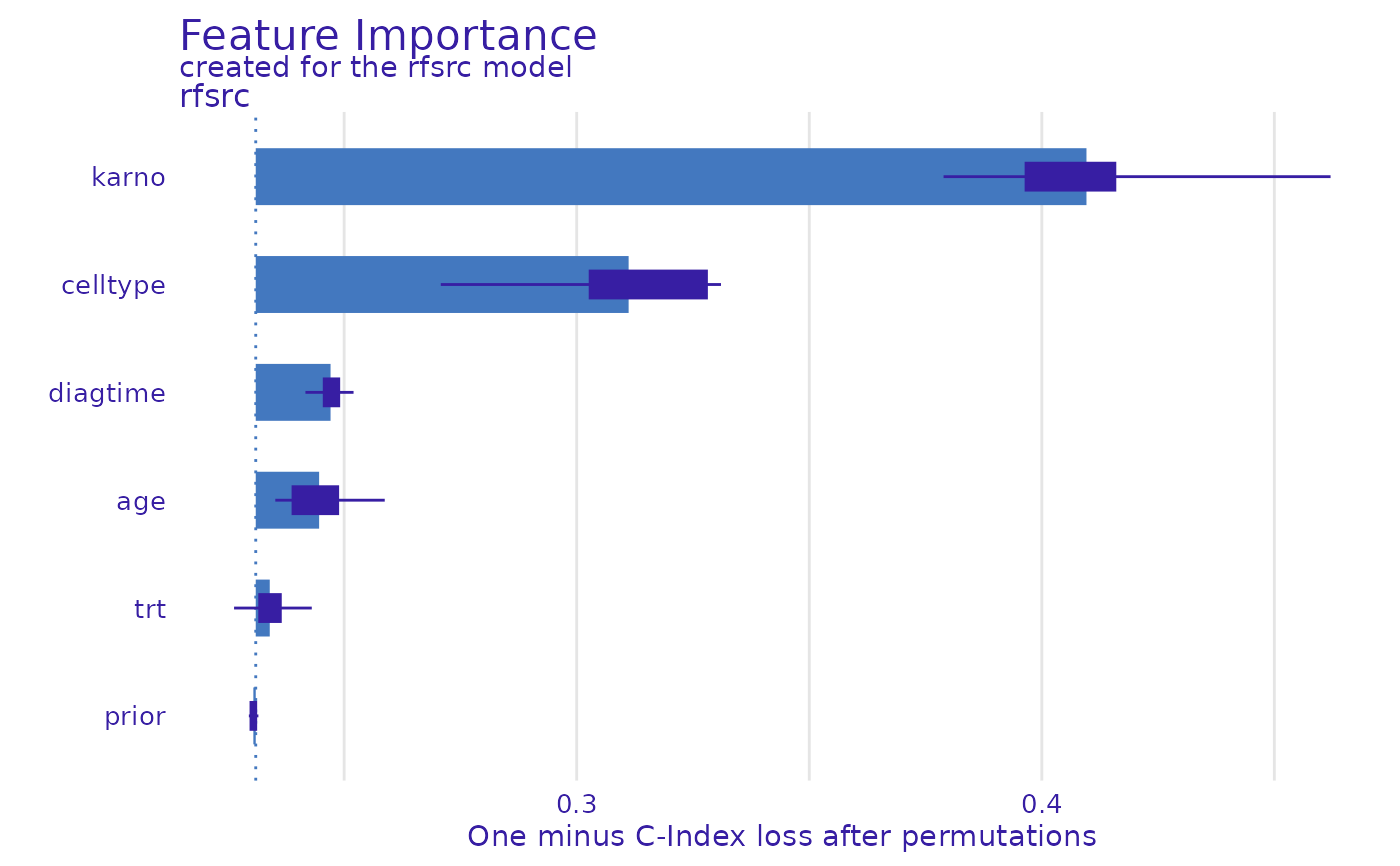 Feature Importance
created for the rfsrc model
rfsrc
karno
celltype
diagtime
age
trt
prior
0.3
0.4
One minus C-Index loss after permutations